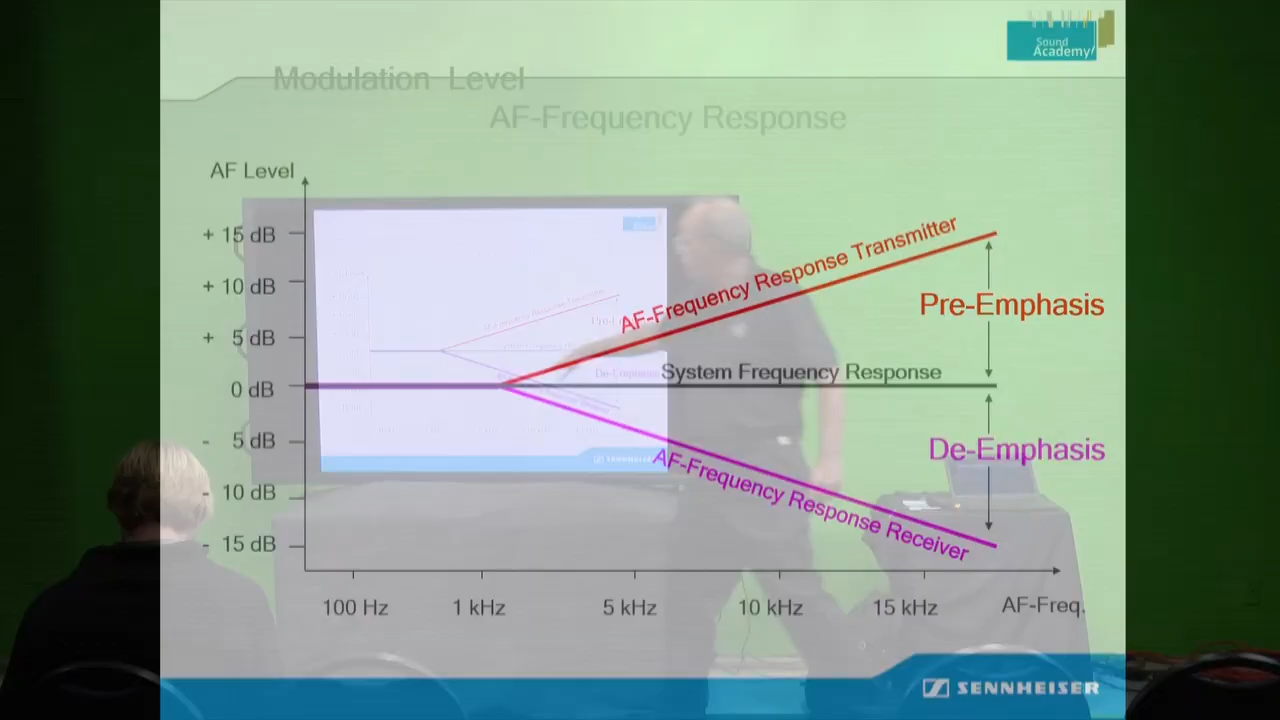 Sound
Academy
Modulation Level
AF-Frequency Response
AF Level
+ 15 dB
+ 10 dB
+ 5 dB
0 dB
- 5 dB
- 10 dB
- 15 dB
AF-Frequency Response Transmitter
Pre-Emphasis
System Frequency Response
De-Emphasis
AF-Frequency Response Receiver
100 Hz 1 kHz 5 kHz 10 kHz 15 kHz AF-Freq.
SENNHEISER